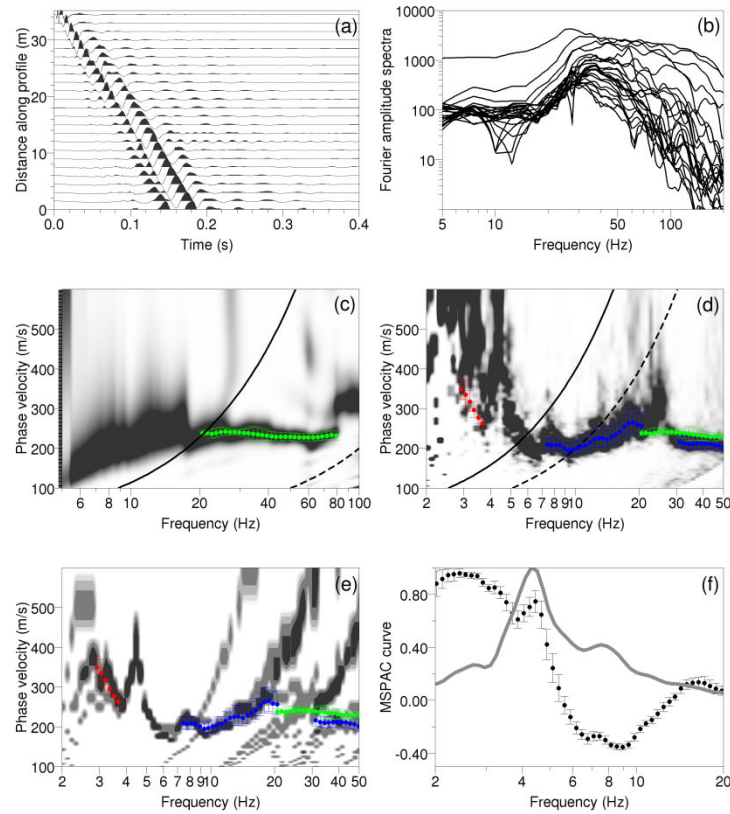 (a)
Distance along profile (m)
30
20
10
0
0.0 0.1 0.2 0.3 0.4
Time (s)
(b)
Fourier amplitude spectra
10000
1000
100
10
5 10 50 100
Frequency (Hz)
(c)
Phase velocity (m/s)
500
400
300
200
100
6 8 10 20 40 60 80 100
Frequency (Hz)
(d)
Phase velocity (m/s)
500
400
300
200
100
2 3 4 5 6 7 8 910 20 30 40 50
Frequency (Hz)
(e)
Phase velocity (m/s)
500
400
300
200
100
2 3 4 5 6 7 8 910 20 30 40 50
Frequency (Hz)
(f)
MSPAC curve
0.80
0.40
0.00
-0.40
2 4 6 8 10 20
Frequency (Hz)